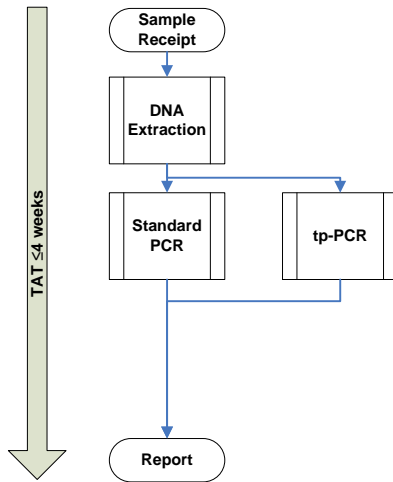 Sample
Receipt
DNA
Extraction
Standard
PCR
tp-PCR
TAT ≤4 weeks
Report